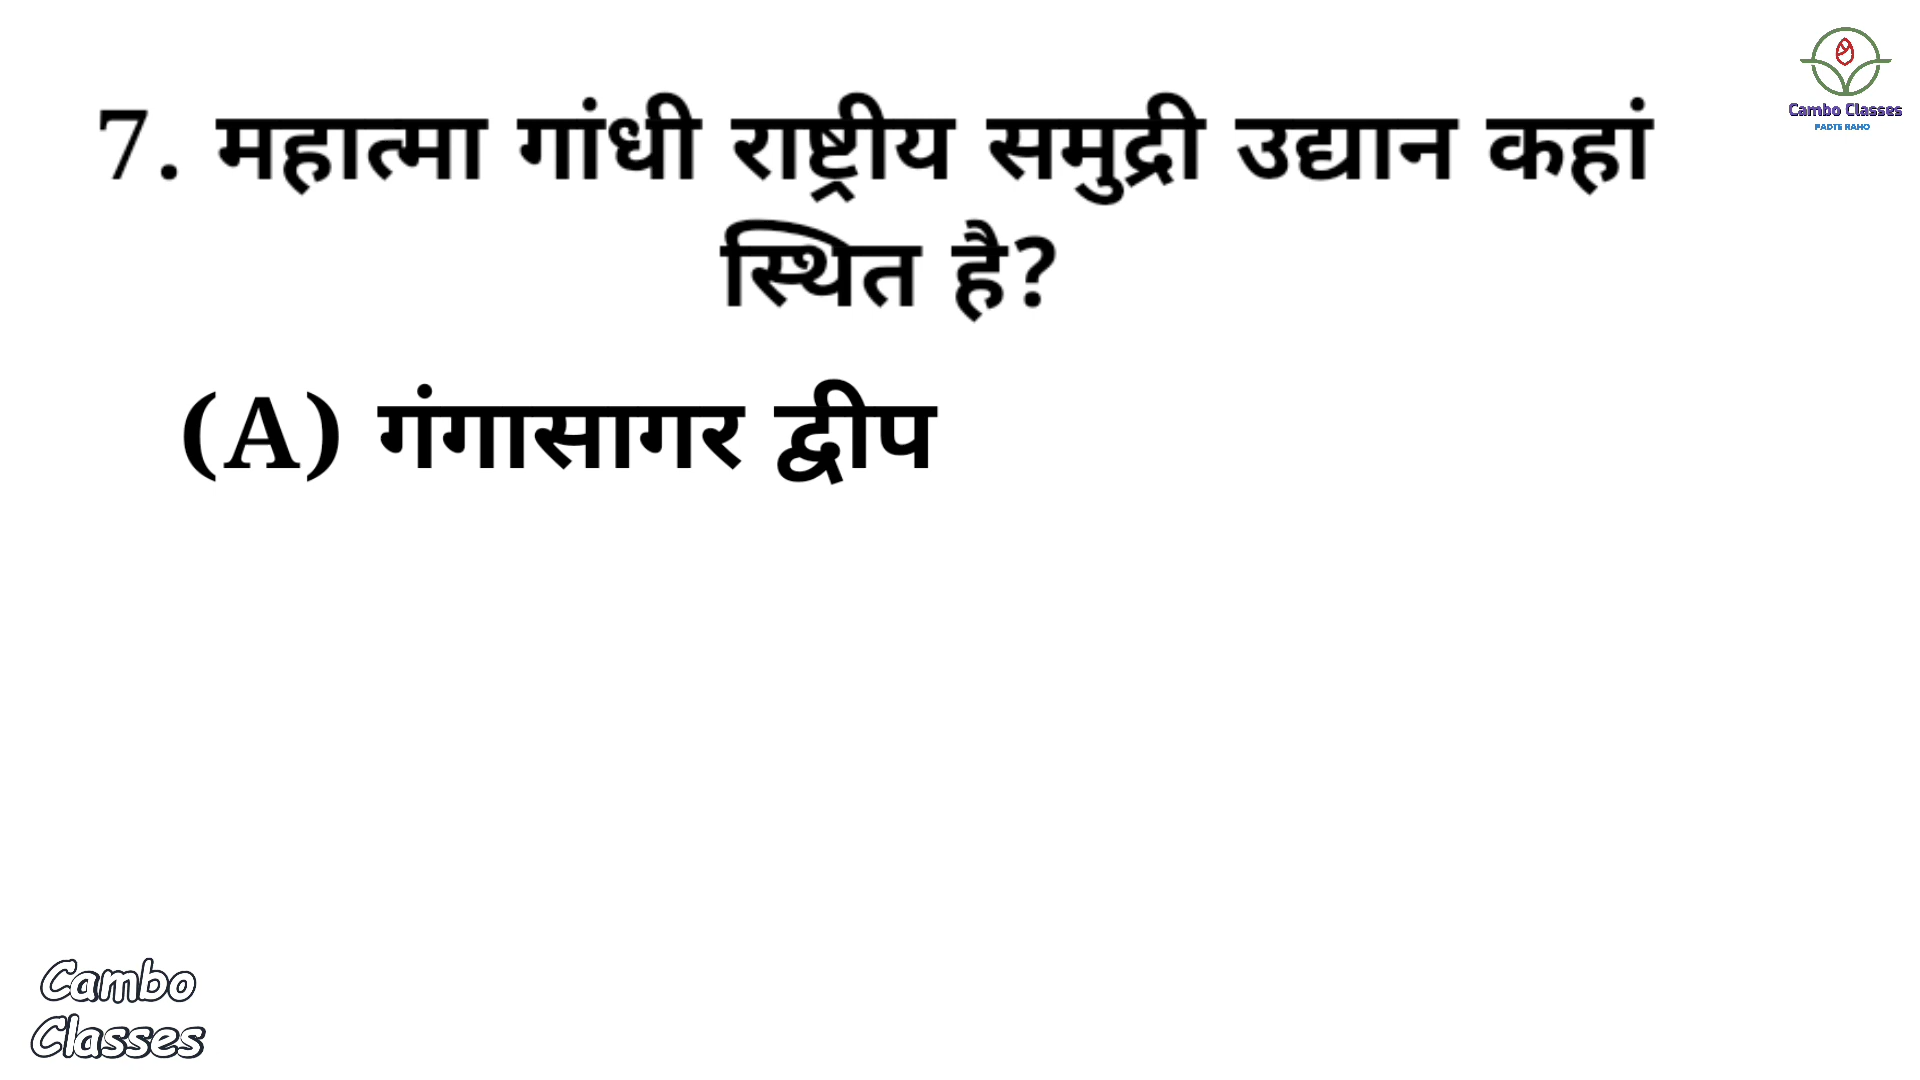 Cambo Classes
PADTE RAHO
7. महात्मा गांधी राष्ट्रीय समुद्री उद्यान कहां
स्थित है?
(A) गंगासागर द्वीप
Cambo
Classes